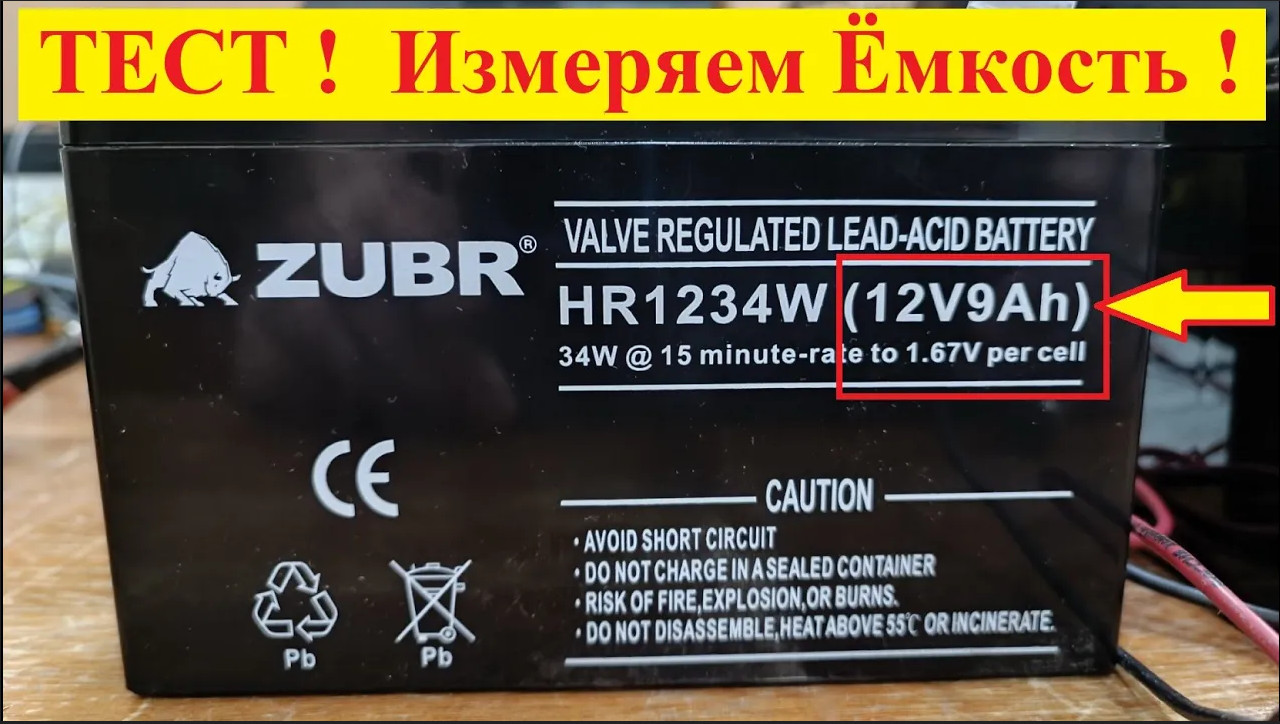 ТЕСТ ! Измеряем Ёмкость !
ZUBR®
VALVE REGULATED LEAD-ACID BATTERY
HR1234W (12V9Ah)
34W @ 15 minute-rate to 1.67V per cell
CE
CAUTION
• AVOID SHORT CIRCUIT
• DO NOT CHARGE IN A SEALED CONTAINER
• RISK OF FIRE,EXPLOSION,OR BURNS.
• DO NOT DISASSEMBLE,HEAT ABOVE 55℃ OR INCINERATE.
Pb
Pb